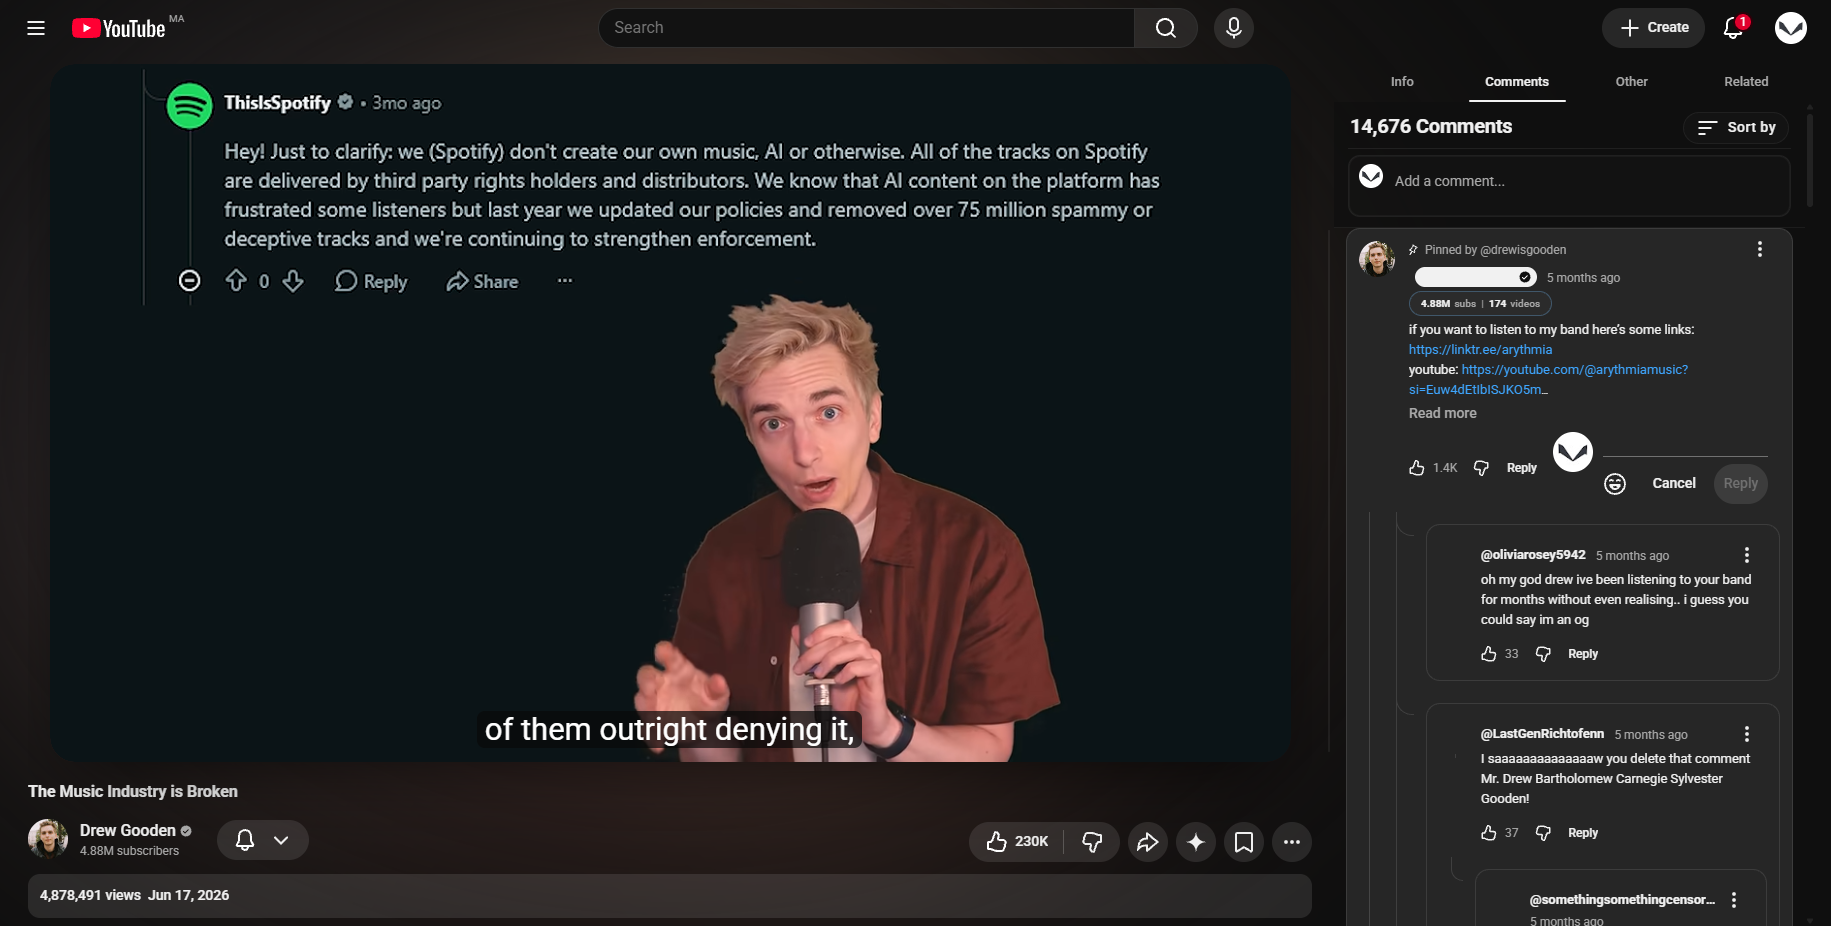 YouTube MA
Search
Create
1
ThisIsSpotify • 3mo ago
Hey! Just to clarify: we (Spotify) don't create our own music, AI or otherwise. All of the tracks on Spotify
are delivered by third party rights holders and distributors. We know that AI content on the platform has
frustrated some listeners but last year we updated our policies and removed over 75 million spammy or
deceptive tracks and we're continuing to strengthen enforcement.
0 Reply Share ...
of them outright denying it,
The Music Industry is Broken
Drew Gooden
4.88M subscribers
230K
4,878,491 views Jun 17, 2026
Info Comments Other Related
14,676 Comments
Sort by
Add a comment...
Pinned by @drewisgooden
5 months ago
4.88M subs | 174 videos
if you want to listen to my band here's some links:
https://linktr.ee/arythmia
youtube: https://youtube.com/@arythmiamusic?
si=Euw4dEtIbISJKO5m...
Read more
1.4K Reply
Cancel Reply
@oliviarosey5942 5 months ago
oh my god drew ive been listening to your band
for months without even realising.. i guess you
could say im an og
33 Reply
@LastGenRichtofenn 5 months ago
I saaaaaaaaaaaaaaw you delete that comment
Mr. Drew Bartholomew Carnegie Sylvester
Gooden!
37 Reply
@somethingsomethingcensor...
5 months ago